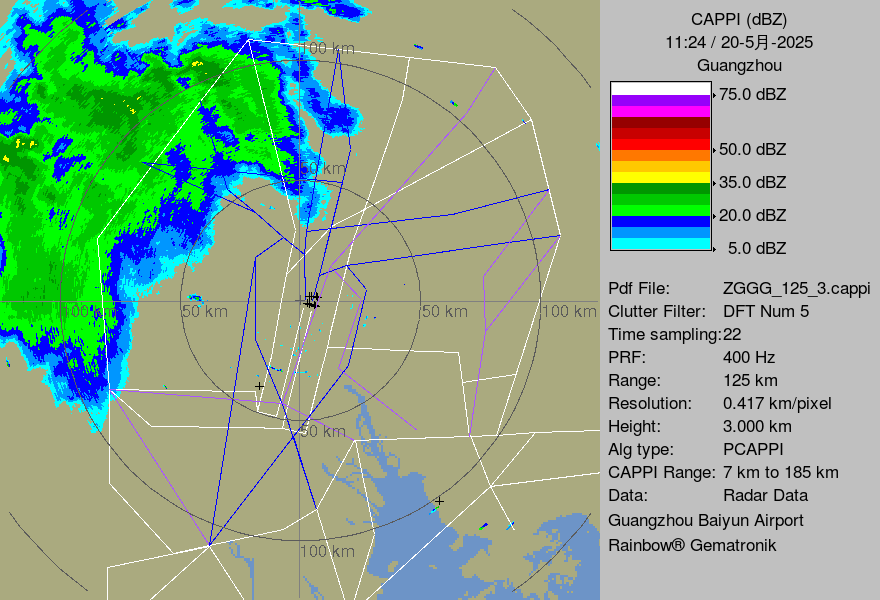 CAPPI (dBZ)
11:24 / 20-5月-2025
Guangzhou
75.0 dBZ
50.0 dBZ
35.0 dBZ
20.0 dBZ
5.0 dBZ
Pdf File: ZGGG_125_3.cappi
Clutter Filter: DFT Num 5
Time sampling:22
PRF: 400 Hz
Range: 125 km
Resolution: 0.417 km/pixel
Height: 3.000 km
Alg type: PCAPPI
CAPPI Range: 7 km to 185 km
Data: Radar Data
Guangzhou Baiyun Airport
Rainbow® Gematronik
100 km
50 km
100 km
50 km
50 km
100 km
50 km
100 km